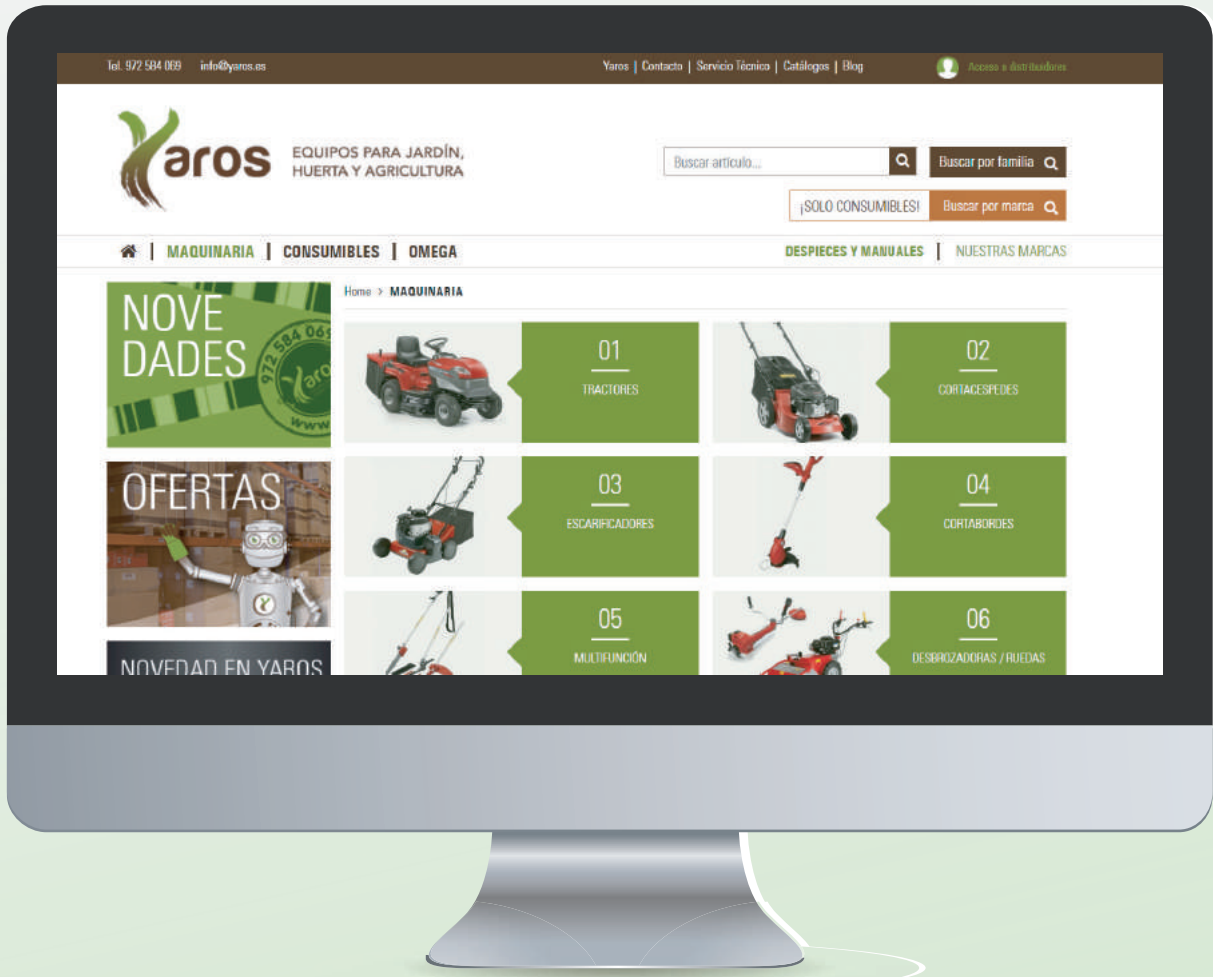 Tel. 972 584 069 info@yaros.es Yaros | Contacto | Servicio Técnico | Catálogos | Blog Acceso a distribuidores
Yaros
EQUIPOS PARA JARDÍN,
HUERTA Y AGRICULTURA
Buscar artículo...
Buscar por familia
¡SOLO CONSUMIBLES! Buscar por marca
MAQUINARIA | CONSUMIBLES | OMEGA DESPIECES Y MANUALES | NUESTRAS MARCAS
NOVE
DADES
972 584 069
Yaro
www
Home > MAQUINARIA
01
TRACTORES
02
CORTACESPEDES
OFERTAS
03
ESCARIFICADORES
04
CORTABORDES
NOVEDAD EN YAROS
05
MULTIFUNCIÓN
06
DESBROZADORAS / RUEDAS